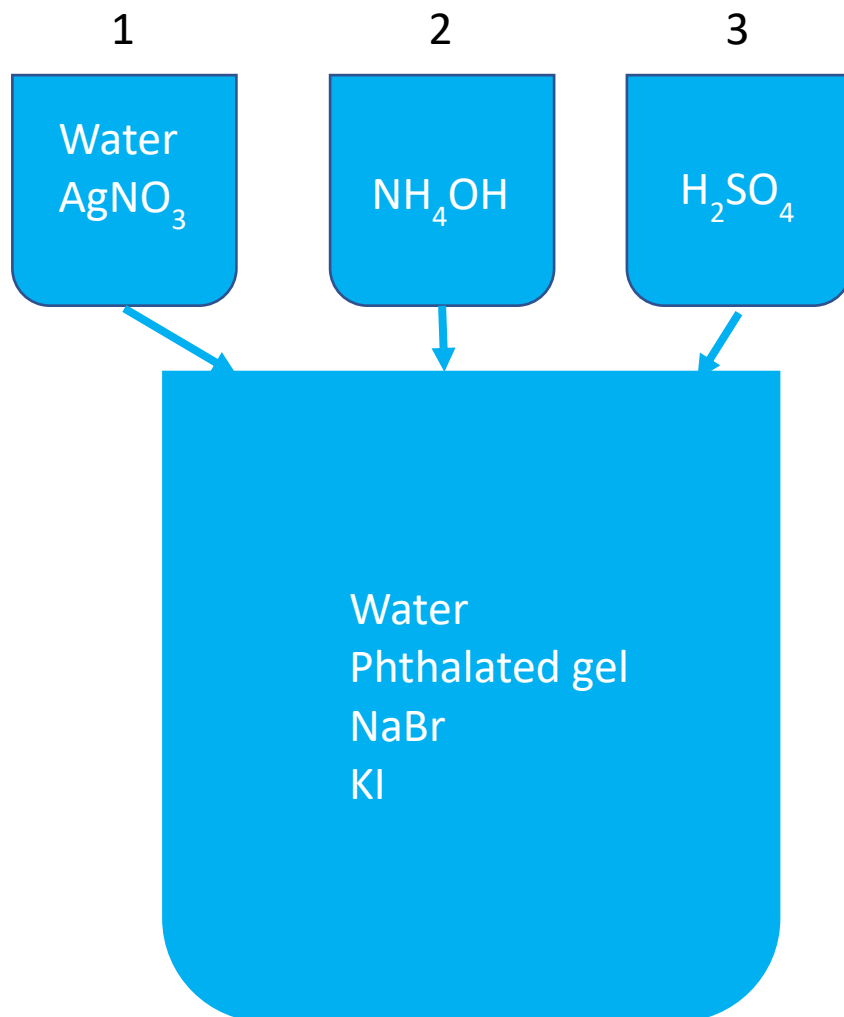 1
2
3
Water
AgNO₃
NH₄OH
H₂SO₄
Water
Phthalated gel
NaBr
KI